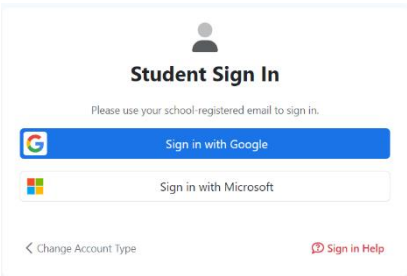 Student Sign In
Please use your school-registered email to sign in.
Sign in with Google
Sign in with Microsoft
Change Account Type
Sign in Help